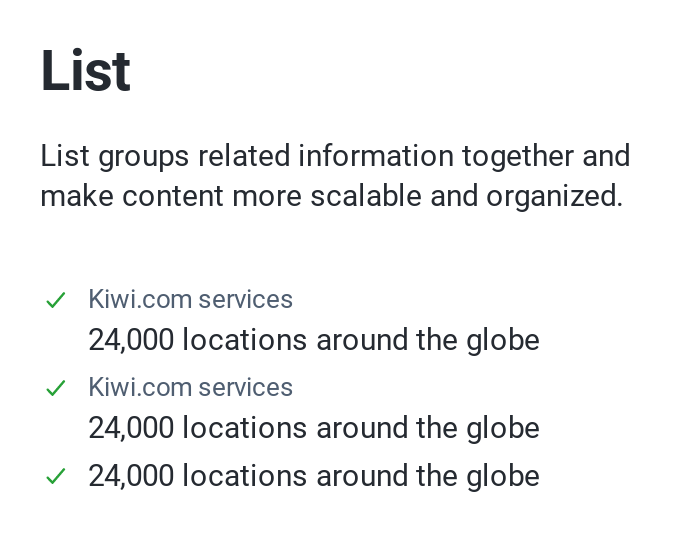 List
List groups related information together and
make content more scalable and organized.
Kiwi.com services
24,000 locations around the globe
Kiwi.com services
24,000 locations around the globe
24,000 locations around the globe